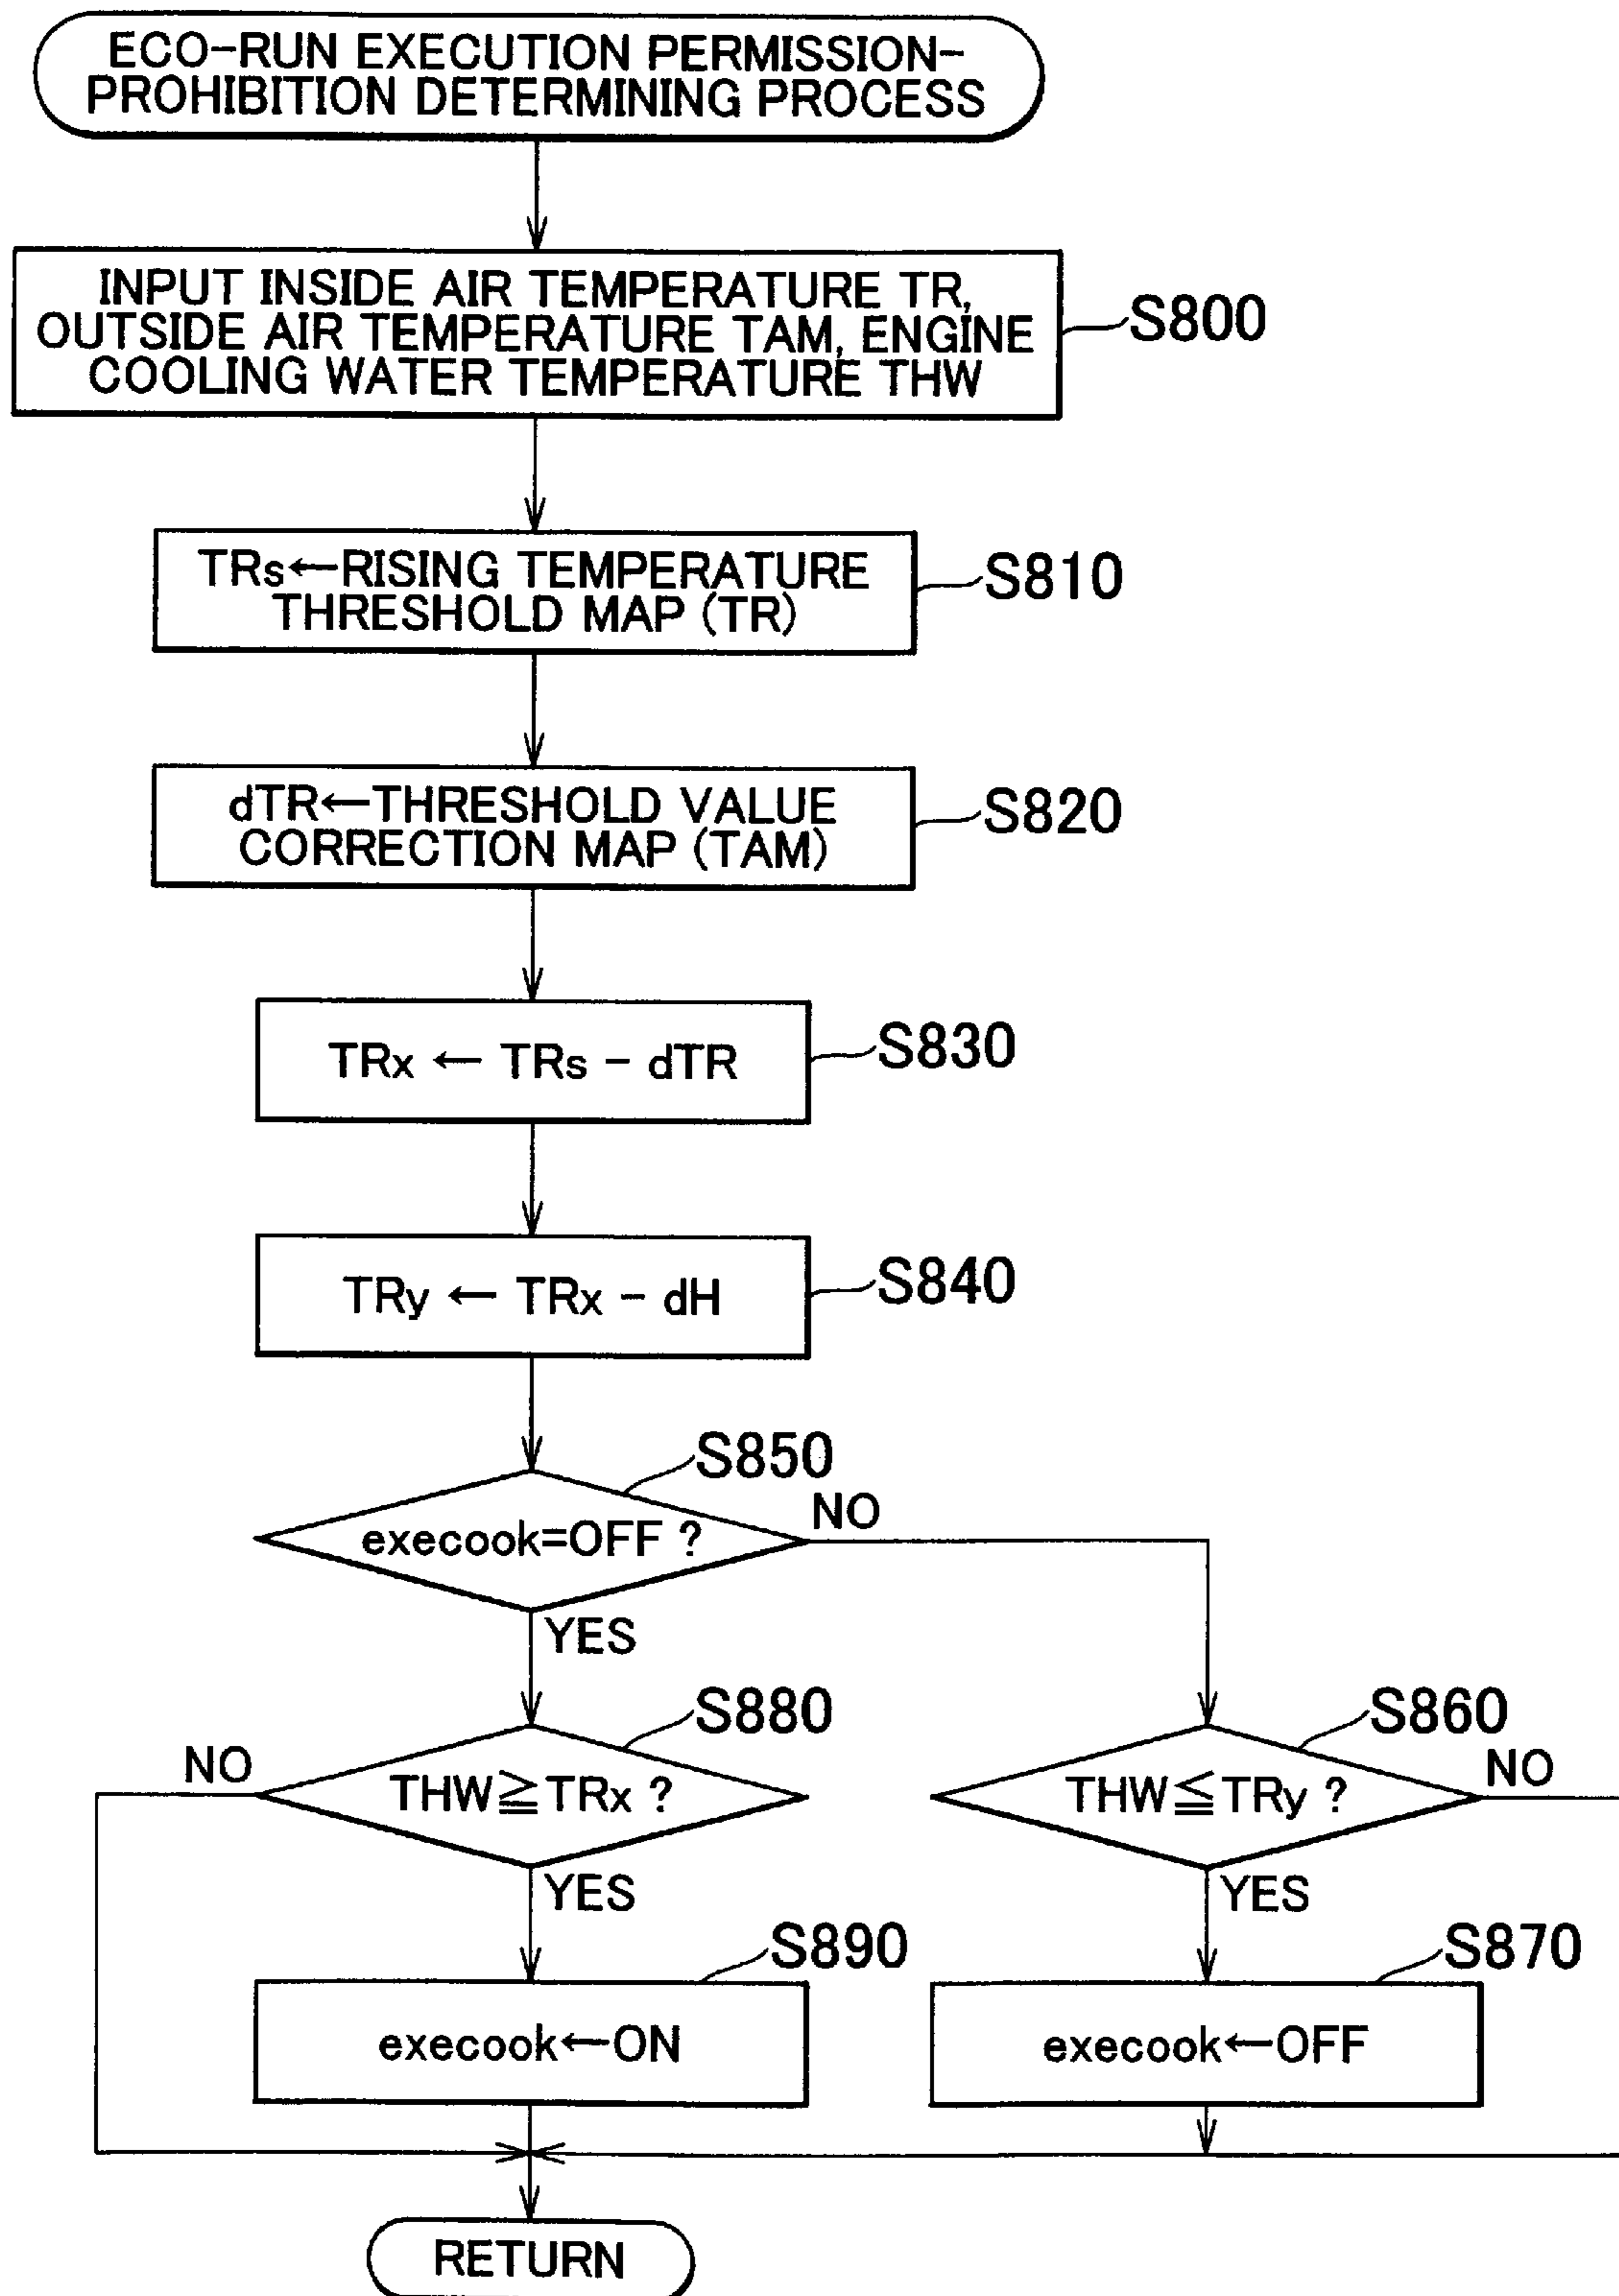 ECO-RUN EXECUTION PERMISSION-
PROHIBITION DETERMINING PROCESS
INPUT INSIDE AIR TEMPERATURE TR,
OUTSIDE AIR TEMPERATURE TAM, ENGINE
COOLING WATER TEMPERATURE THW
S800
TRs←RISING TEMPERATURE
THRESHOLD MAP (TR)
S810
dTR←THRESHOLD VALUE
CORRECTION MAP (TAM)
S820
TRx ← TRs - dTR
S830
TRy ← TRx - dH
S840
S850
execook=OFF ?
NO
YES
S880
THW≧TRx ?
NO
YES
S890
execook←ON
S860
THW≦TRy ?
NO
YES
S870
execook←OFF
RETURN